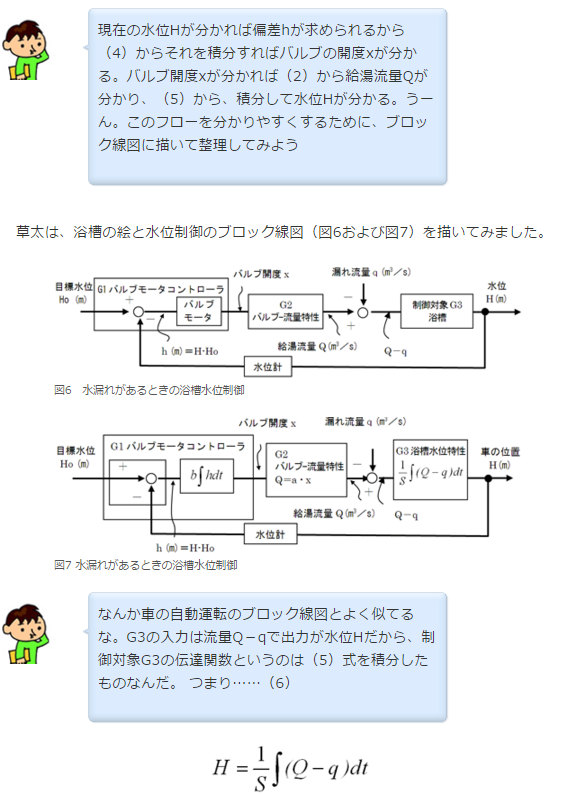 現在の水位Hが分かれば偏差hが求められるから
（4）からそれを積分すればバルブの開度xが分か
る。バルブ開度xが分かれば（2）から給湯流量Qが
分かり、（5）から、積分して水位Hが分かる。うー
ん。このフローを分かりやすくするために、ブロッ
ク線図に描いて整理してみよう
草太は、浴槽の絵と水位制御のブロック線図（図6および図7）を描いてみました。
目標水位
Ho (m)
G1 バルブモータコントローラ
+
−
バルブ
モータ
h (m)＝H-Ho
バルブ開度 x
G2
バルブ-流量特性
給湯流量 Q(m³／s)
漏れ流量 q (m³／s)
−
+
Q−q
制御対象 G3
浴槽
水位
H(m)
水位計
図6　水漏れがあるときの浴槽水位制御
目標水位
Ho (m)
G1 バルブモータコントローラ
+
−
b∫hdt
h (m)＝H-Ho
バルブ開度 x
G2
バルブ-流量特性
Q＝a・x
給湯流量 Q(m³／s)
漏れ流量 q (m³／s)
−
+
Q−q
G3 浴槽水位特性
1/S ∫(Q−q)dt
車の位置
H(m)
水位計
図7 水漏れがあるときの浴槽水位制御
なんか車の自動運転のブロック線図とよく似てる
な。G3の入力は流量Q－qで出力が水位Hだから、制
御対象G3の伝達関数というのは（5）式を積分した
ものなんだ。 つまり……（6）
H = 1/S ∫(Q − q)dt